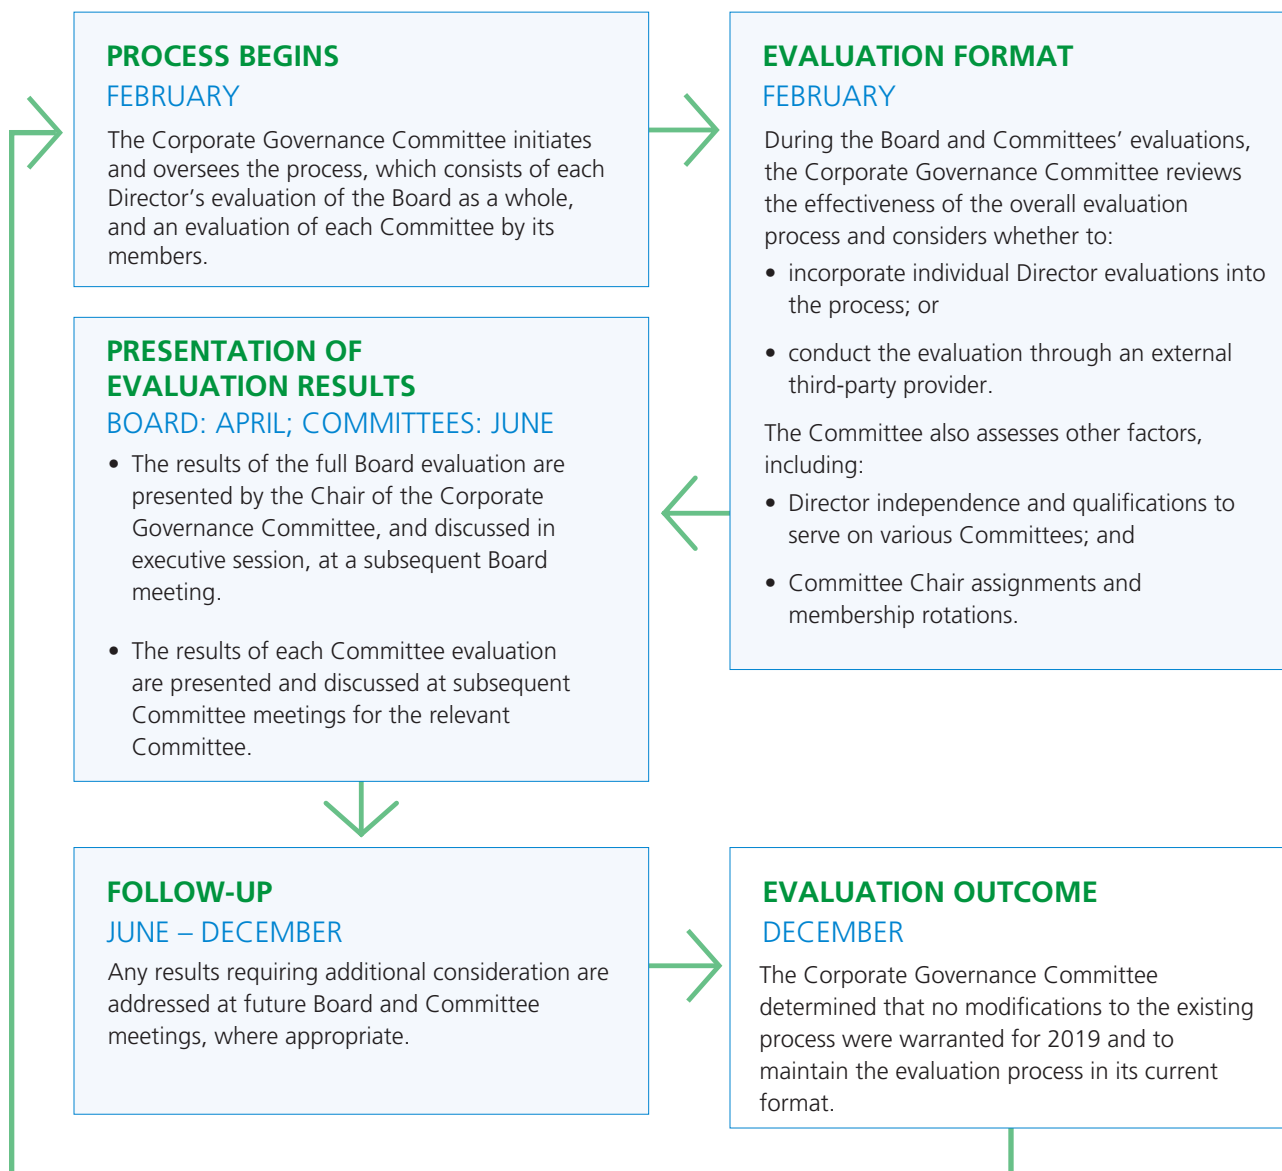 PROCESS BEGINS
FEBRUARY
The Corporate Governance Committee initiates
and oversees the process, which consists of each
Director’s evaluation of the Board as a whole,
and an evaluation of each Committee by its
members.
EVALUATION FORMAT
FEBRUARY
During the Board and Committees’ evaluations,
the Corporate Governance Committee reviews
the effectiveness of the overall evaluation
process and considers whether to:
• incorporate individual Director evaluations into
the process; or
• conduct the evaluation through an external
third-party provider.
The Committee also assesses other factors,
including:
• Director independence and qualifications to
serve on various Committees; and
• Committee Chair assignments and
membership rotations.
PRESENTATION OF
EVALUATION RESULTS
BOARD: APRIL; COMMITTEES: JUNE
• The results of the full Board evaluation are
presented by the Chair of the Corporate
Governance Committee, and discussed in
executive session, at a subsequent Board
meeting.
• The results of each Committee evaluation
are presented and discussed at subsequent
Committee meetings for the relevant
Committee.
FOLLOW-UP
JUNE – DECEMBER
Any results requiring additional consideration are
addressed at future Board and Committee
meetings, where appropriate.
EVALUATION OUTCOME
DECEMBER
The Corporate Governance Committee
determined that no modifications to the existing
process were warranted for 2019 and to
maintain the evaluation process in its current
format.